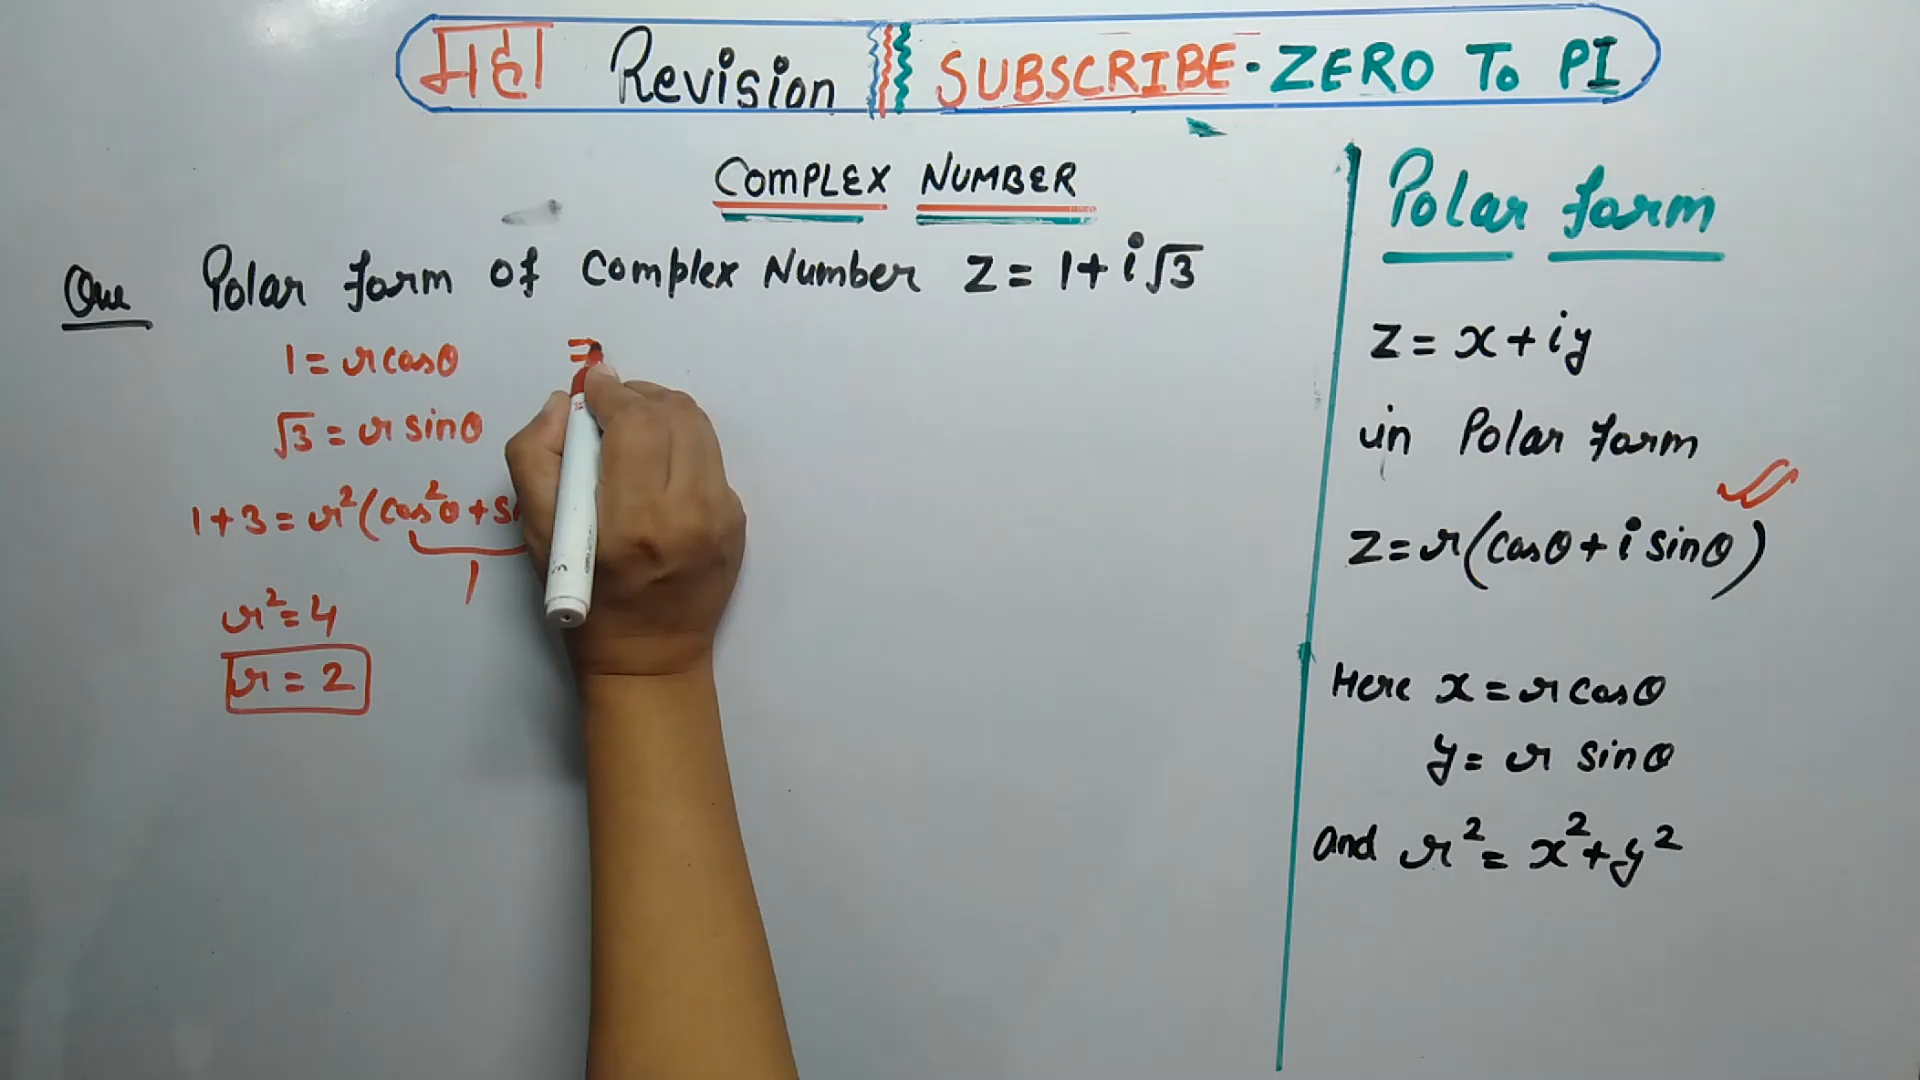 महा Revision SUBSCRIBE·ZERO To PI
COMPLEX NUMBER
Que Polar form of Complex Number Z = 1 + i√3
1 = r cosθ ⇒
√3 = r sinθ
1 + 3 = r²(cos²θ + si
1
r² = 4
r = 2
Polar form
Z = x + iy
in Polar form
Z = r(cosθ + i sinθ)
Here x = r cosθ
y = r sinθ
and r² = x² + y²